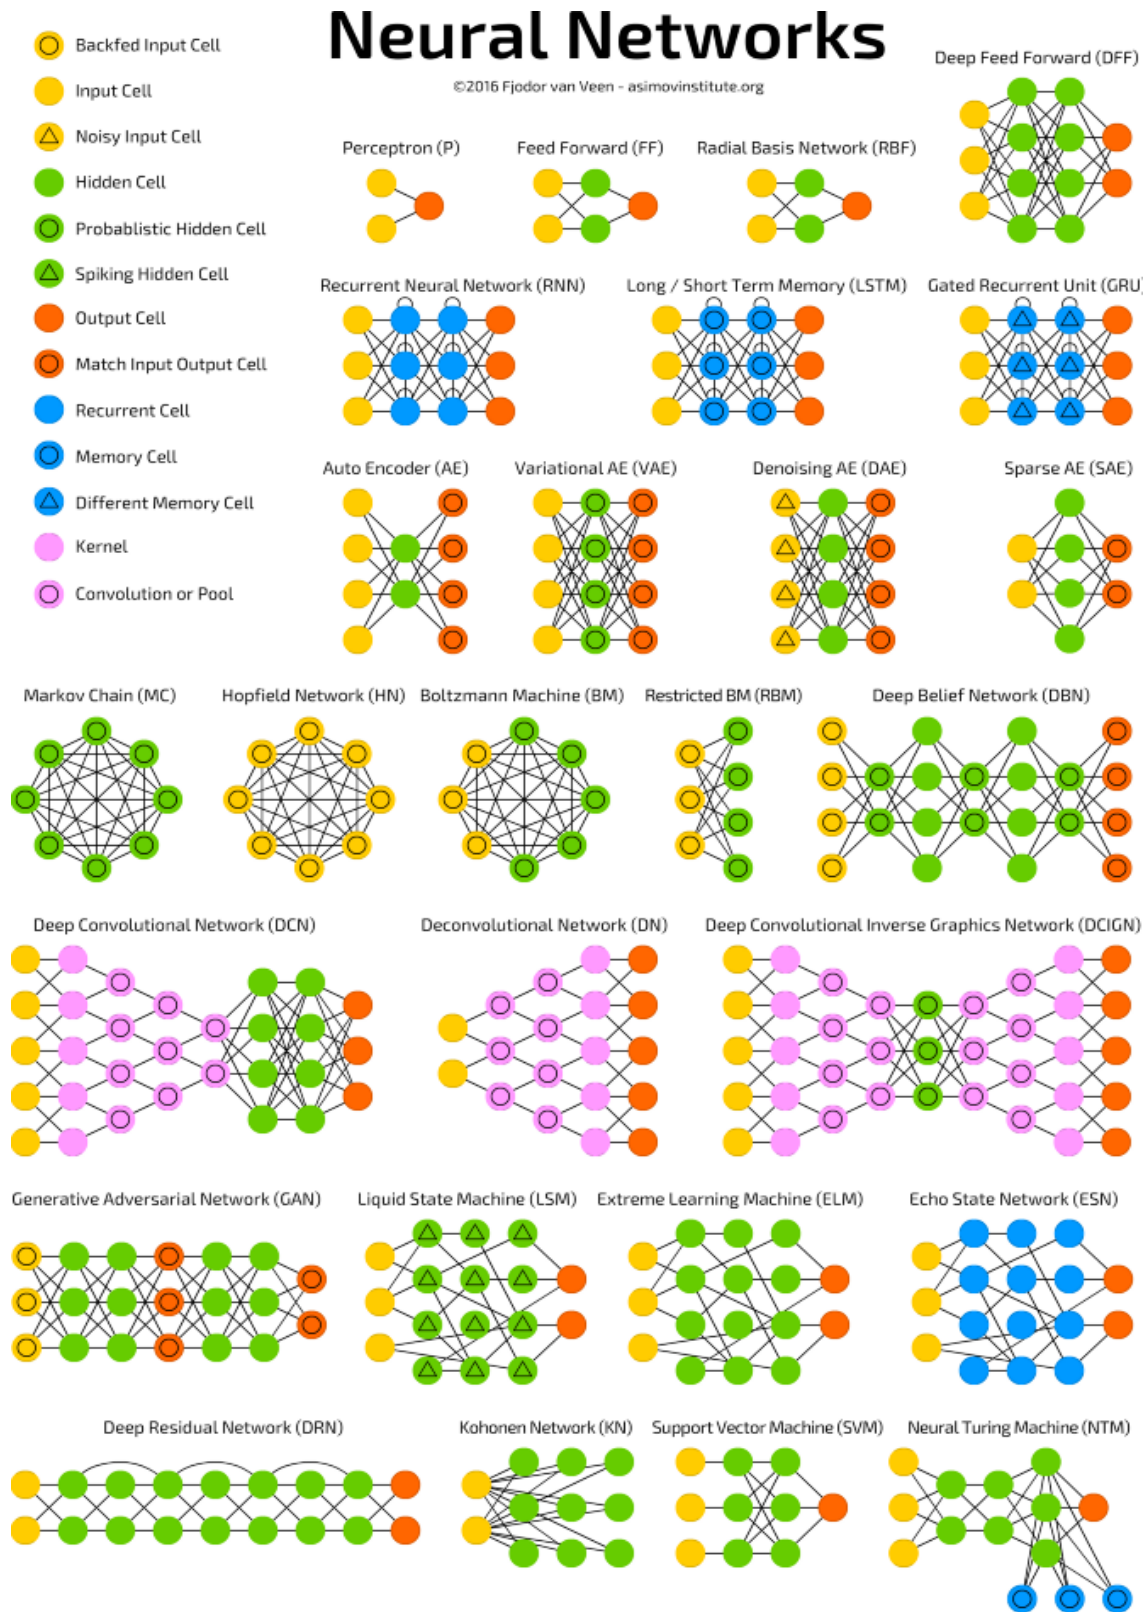 Neural Networks
©2016 Fjodor van Veen - asimovinstitute.org
Backfed Input Cell
Input Cell
Noisy Input Cell
Hidden Cell
Probablistic Hidden Cell
Spiking Hidden Cell
Output Cell
Match Input Output Cell
Recurrent Cell
Memory Cell
Different Memory Cell
Kernel
Convolution or Pool
Deep Feed Forward (DFF)
Perceptron (P)
Feed Forward (FF)
Radial Basis Network (RBF)
Recurrent Neural Network (RNN)
Long / Short Term Memory (LSTM)
Gated Recurrent Unit (GRU)
Auto Encoder (AE)
Variational AE (VAE)
Denoising AE (DAE)
Sparse AE (SAE)
Markov Chain (MC)
Hopfield Network (HN)
Boltzmann Machine (BM)
Restricted BM (RBM)
Deep Belief Network (DBN)
Deep Convolutional Network (DCN)
Deconvolutional Network (DN)
Deep Convolutional Inverse Graphics Network (DCIGN)
Generative Adversarial Network (GAN)
Liquid State Machine (LSM)
Extreme Learning Machine (ELM)
Echo State Network (ESN)
Deep Residual Network (DRN)
Kohonen Network (KN)
Support Vector Machine (SVM)
Neural Turing Machine (NTM)